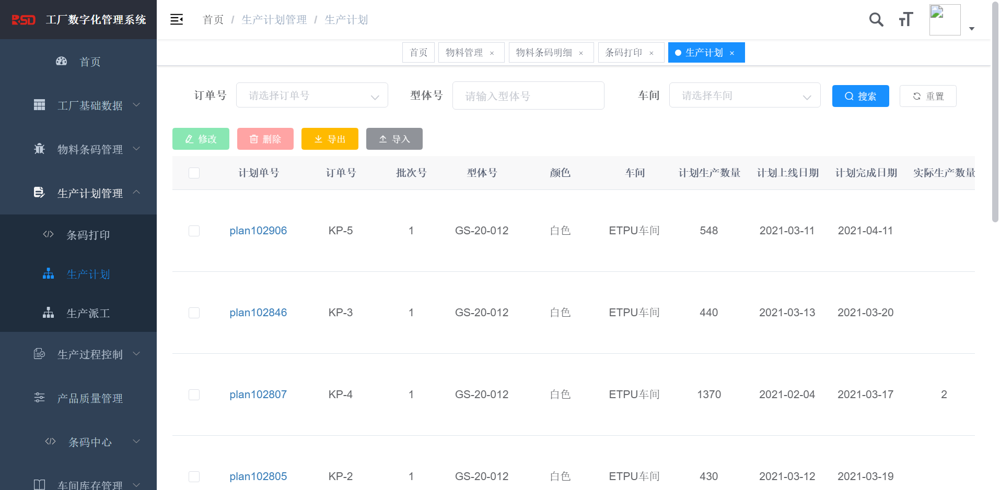 RSD 工厂数字化管理系统
首页 / 生产计划管理 / 生产计划
首页
物料管理 ×
物料条码明细 ×
条码打印 ×
生产计划 ×
首页
工厂基础数据
物料条码管理
生产计划管理
条码打印
生产计划
生产派工
生产过程控制
产品质量管理
条码中心
车间库存管理
订单号 请选择订单号 型体号 请输入型体号 车间 请选择车间 搜索 重置
修改 删除 导出 导入
计划单号 订单号 批次号 型体号 颜色 车间 计划生产数量 计划上线日期 计划完成日期 实际生产数量
plan102906 KP-5 1 GS-20-012 白色 ETPU车间 548 2021-03-11 2021-04-11
plan102846 KP-3 1 GS-20-012 白色 ETPU车间 440 2021-03-13 2021-03-20
plan102807 KP-4 1 GS-20-012 白色 ETPU车间 1370 2021-02-04 2021-03-17 2
plan102805 KP-2 1 GS-20-012 白色 ETPU车间 430 2021-03-12 2021-03-19